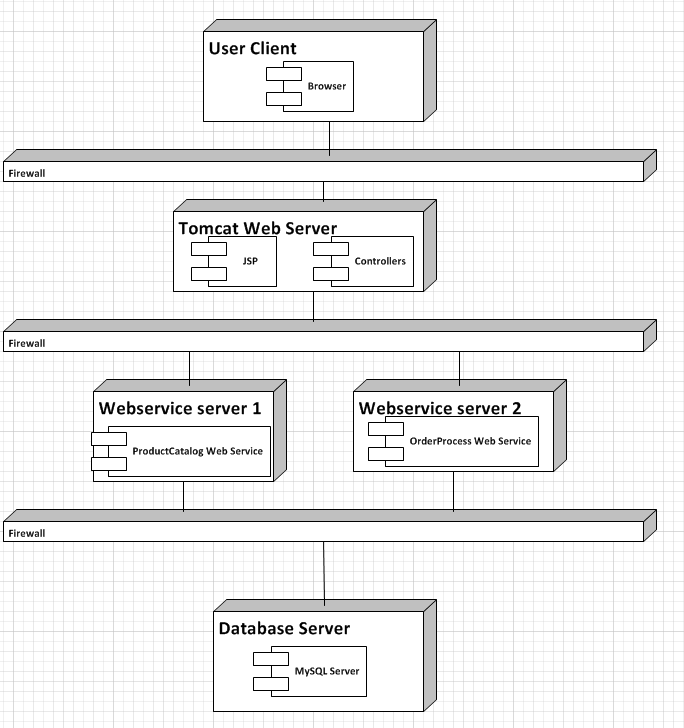 User Client
Browser
Firewall
Tomcat Web Server
JSP
Controllers
Firewall
Webservice server 1
ProductCatalog Web Service
Webservice server 2
OrderProcess Web Service
Firewall
Database Server
MySQL Server